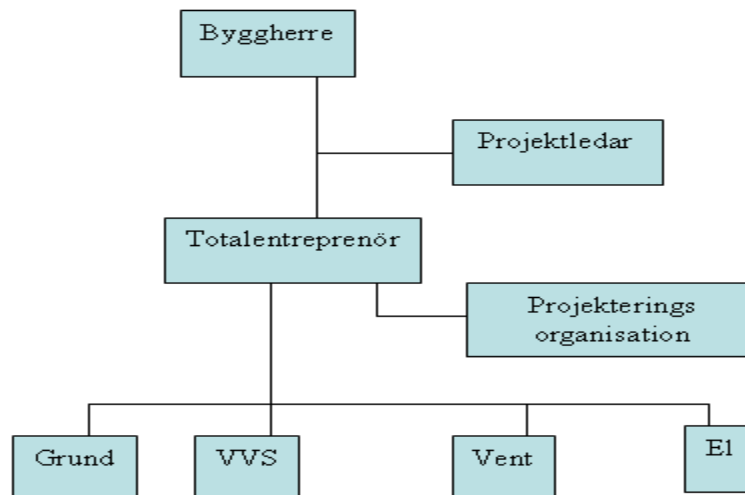 Byggherre
Projektledar
Totalentreprenör
Projekterings
organisation
Grund
VVS
Vent
El